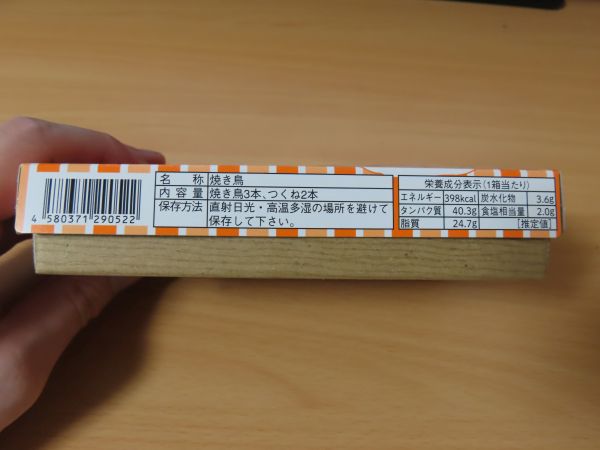 名称 焼き鳥
内容量 焼き鳥3本、つくね2本
保存方法 直射日光・高温多湿の場所を避けて
保存して下さい。
栄養成分表示(1箱当たり)
エネルギー 398kcal 炭水化物 3.6g
タンパク質 40.3g 食塩相当量 2.0g
脂質 24.7g [推定値]
4 580371 290522